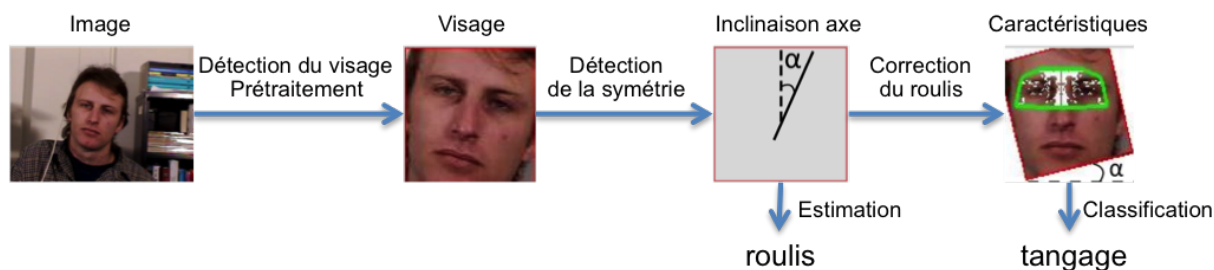 Image
Visage
Inclinaison axe
Caractéristiques
Détection du visage
Prétraitement
Détection
de la symétrie
α
Correction
du roulis
α
Estimation
Classification
roulis
tangage